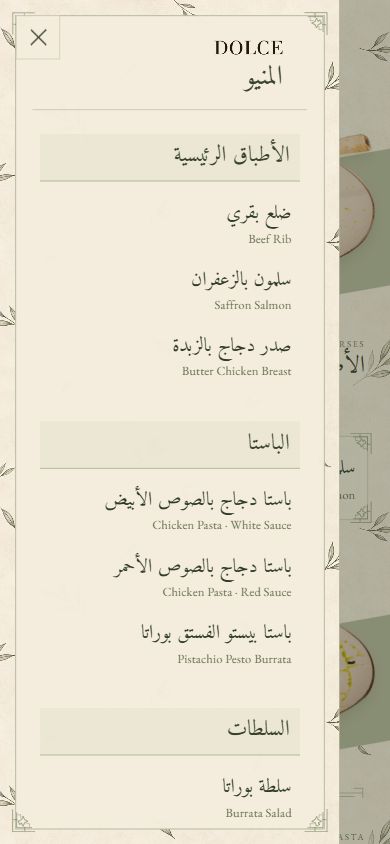 DOLCE
المنيو
الأطباق الرئيسية
ضلع بقري
Beef Rib
سلمون بالزعفران
Saffron Salmon
صدر دجاج بالزبدة
Butter Chicken Breast
الباستا
باستا دجاج بالصوص الأبيض
Chicken Pasta · White Sauce
باستا دجاج بالصوص الأحمر
Chicken Pasta · Red Sauce
باستا بيستو الفستق بوراتا
Pistachio Pesto Burrata
السلطات
سلطة بوراتا
Burrata Salad